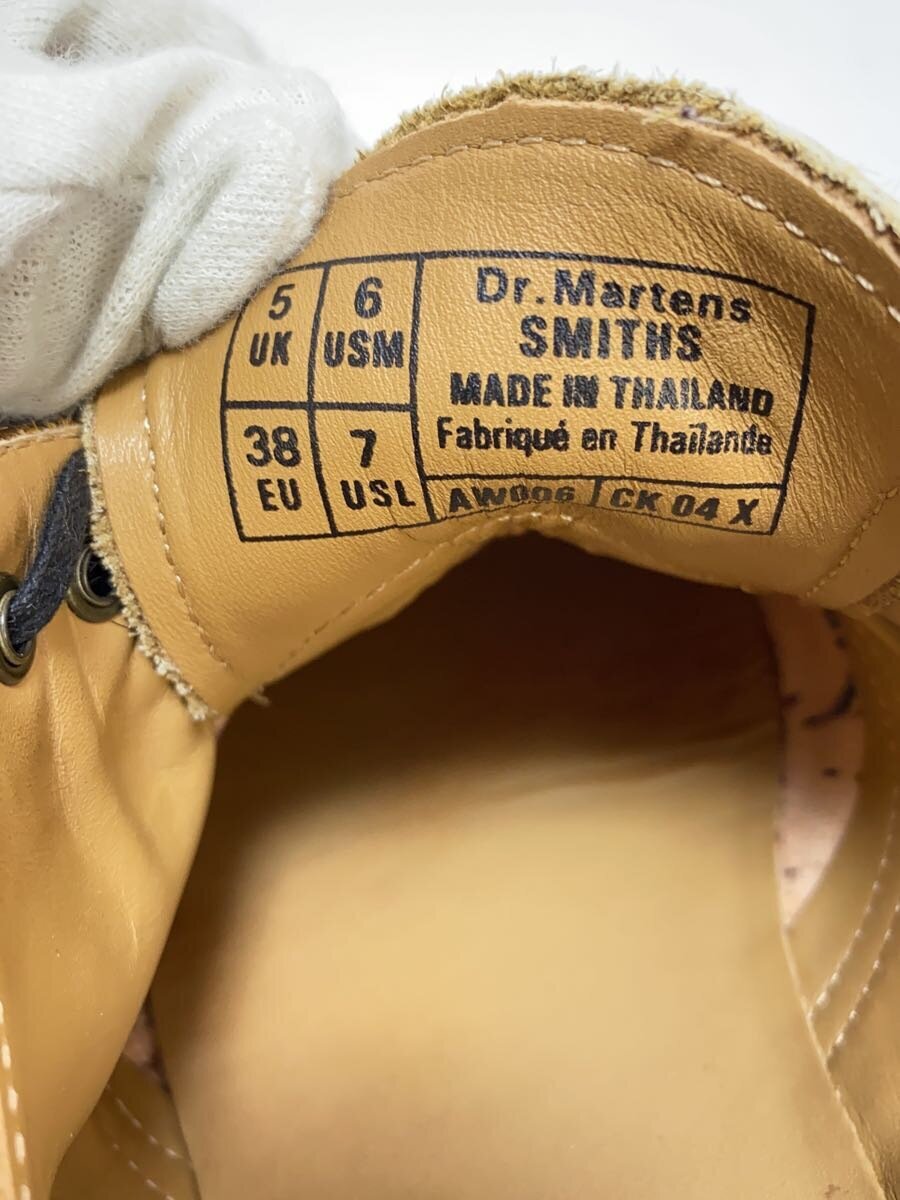 5
UK
6
USM
38
EU
7
USL
Dr.Martens
SMITHS
MADE IN THAILAND
Fabriqué en Thaïlande
AW006
CK 04 X